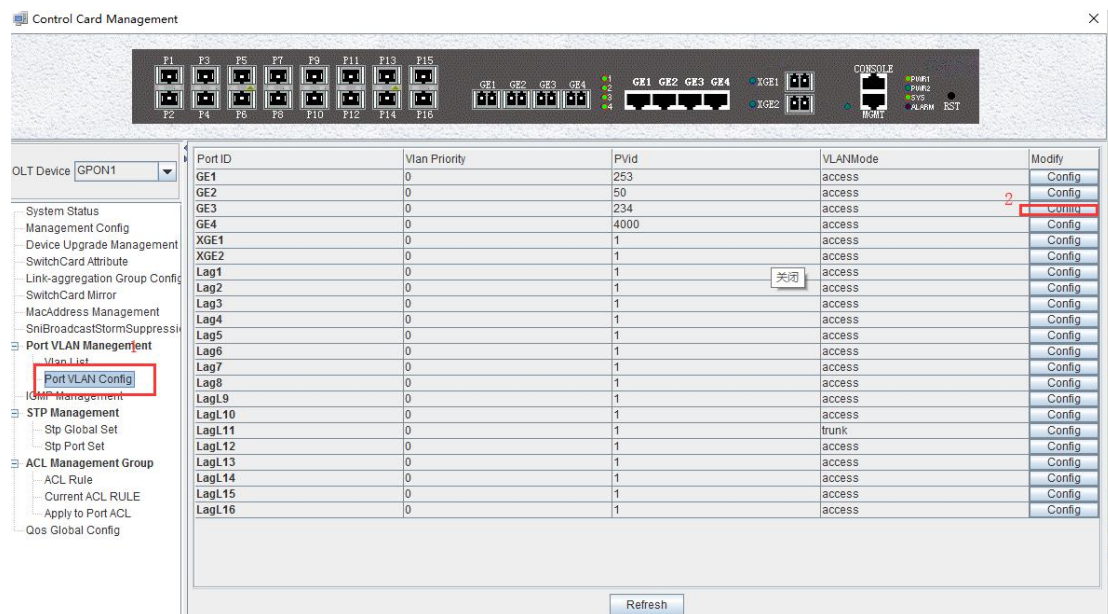 Control Card Management
P1 P3 P5 P7 P9 P11 P13 P15
GE1 GE2 GE3 GE4
1
2
3
4
GE1 GE2 GE3 GE4
XGE1
XGE2
CONSOLE
MGMT
PWR1
PWR2
SYS
ALARM
RST
P2 P4 P6 P8 P10 P12 P14 P16
OLT Device GPON1
System Status
Management Config
Device Upgrade Management
SwitchCard Attribute
Link-aggregation Group Config
SwitchCard Mirror
MacAddress Management
SniBroadcastStormSuppressi
Port VLAN Manegement
1
Vlan List
Port VLAN Config
IGMP Management
STP Management
Stp Global Set
Stp Port Set
ACL Management Group
ACL Rule
Current ACL RULE
Apply to Port ACL
Qos Global Config
Port ID Vlan Priority PVid VLANMode Modify
GE1 0 253 access Config
GE2 0 50 access Config
2
GE3 0 234 access Config
GE4 0 4000 access Config
XGE1 0 1 access Config
XGE2 0 1 access Config
Lag1 0 1 access Config
关闭
Lag2 0 1 access Config
Lag3 0 1 access Config
Lag4 0 1 access Config
Lag5 0 1 access Config
Lag6 0 1 access Config
Lag7 0 1 access Config
Lag8 0 1 access Config
LagL9 0 1 access Config
LagL10 0 1 access Config
LagL11 0 1 trunk Config
LagL12 0 1 access Config
LagL13 0 1 access Config
LagL14 0 1 access Config
LagL15 0 1 access Config
LagL16 0 1 access Config
Refresh